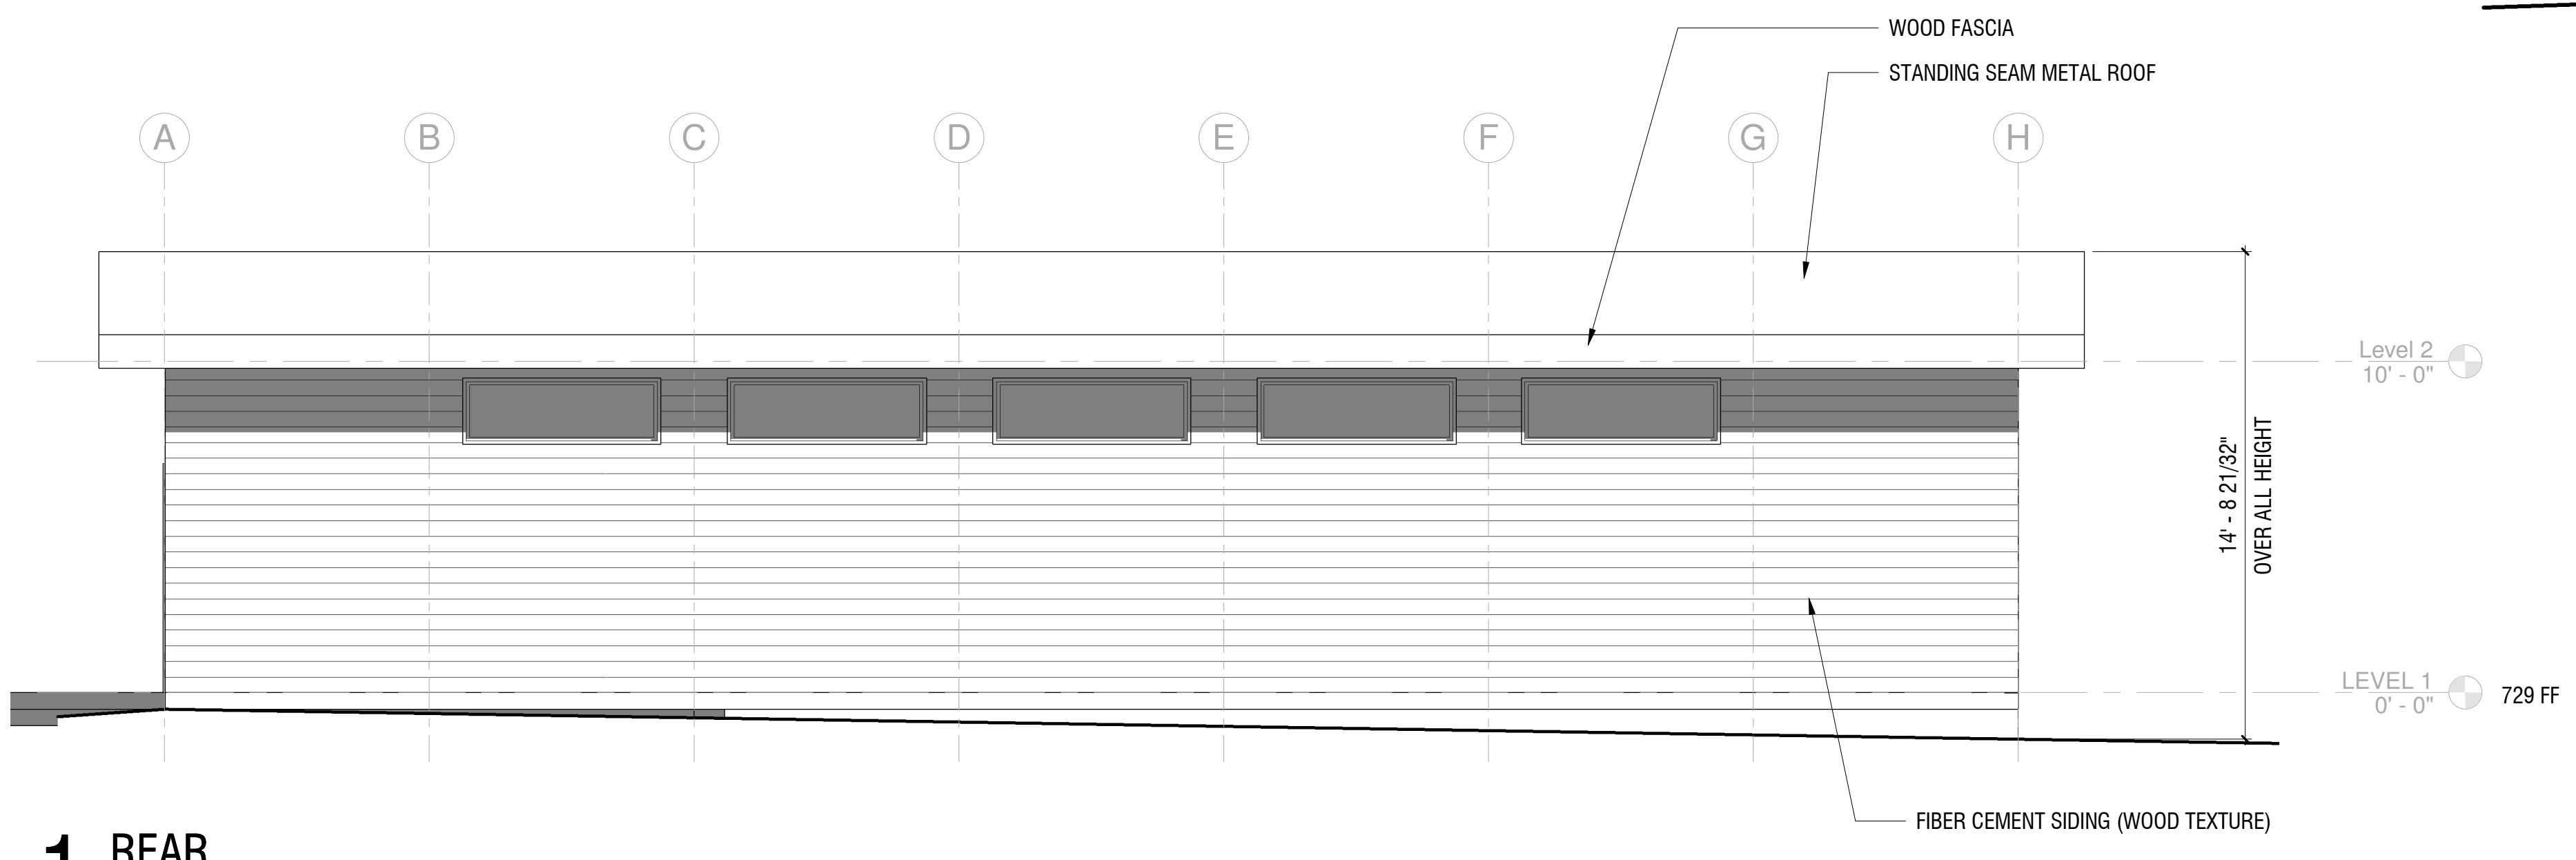 WOOD FASCIA
STANDING SEAM METAL ROOF
A B C D E F G H
Level 2
10' - 0"
14' - 8 21/32"
OVER ALL HEIGHT
LEVEL 1
0' - 0"
729 FF
FIBER CEMENT SIDING (WOOD TEXTURE)
1 REAR